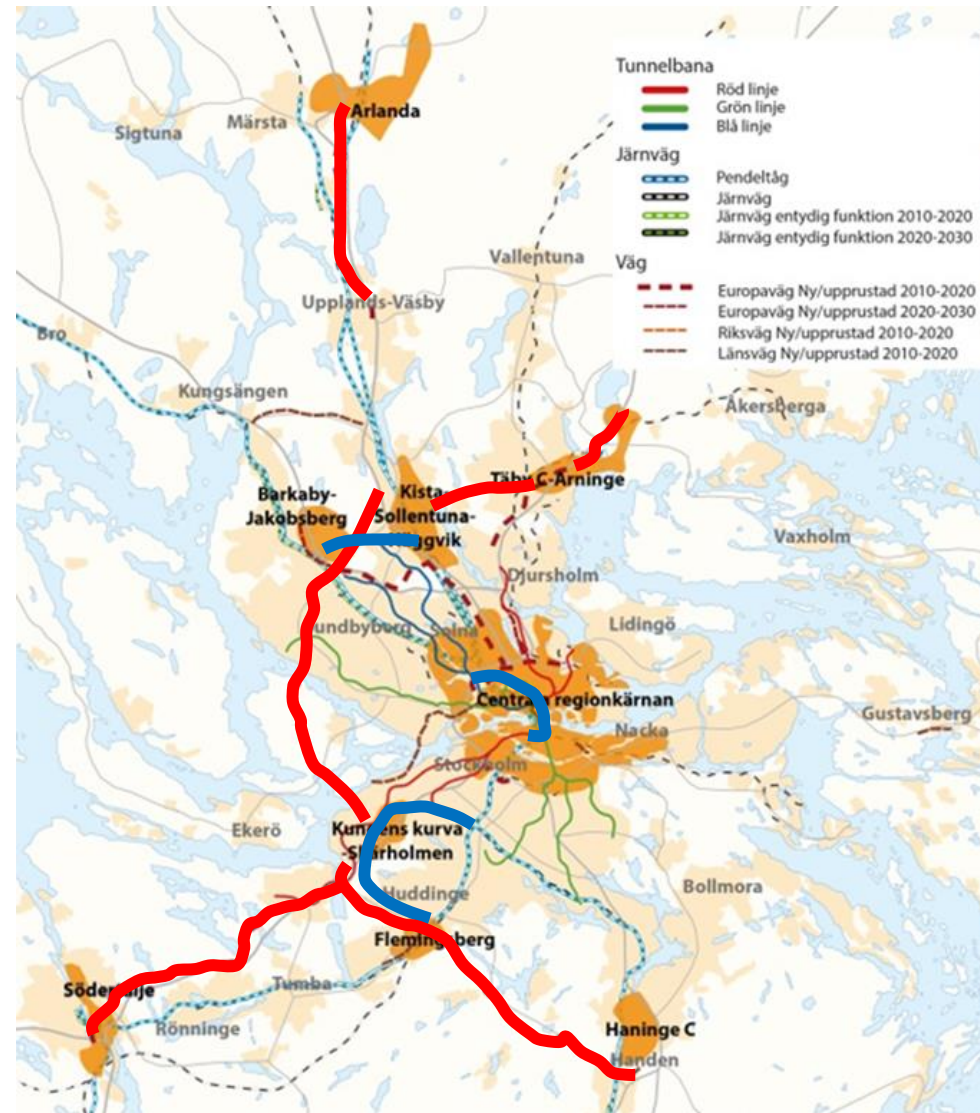 Tunnelbana
Röd linje
Grön linje
Blå linje
Järnväg
Pendeltåg
Järnväg
Järnväg entydig funktion 2010-2020
Järnväg entydig funktion 2020-2030
Väg
Europaväg Ny/upprustad 2010-2020
Europaväg Ny/upprustad 2020-2030
Riksväg Ny/upprustad 2010-2020
Länsväg Ny/upprustad 2010-2020
Arlanda
Märsta
Sigtuna
Vallentuna
Upplands-Väsby
Bro
Kungsängen
Åkersberga
Täby C-Arninge
Barkaby-
Jakobsberg
Kista-
Sollentuna-
Häggvik
Vaxholm
Djursholm
Sundbyberg
Solna
Lidingö
Centrala regionkärnan
Nacka
Gustavsberg
Stockholm
Ekerö
Kungens kurva
-Skärholmen
Huddinge
Bollmora
Flemingsberg
Tumba
Södertälje
Rönninge
Haninge C
Handen